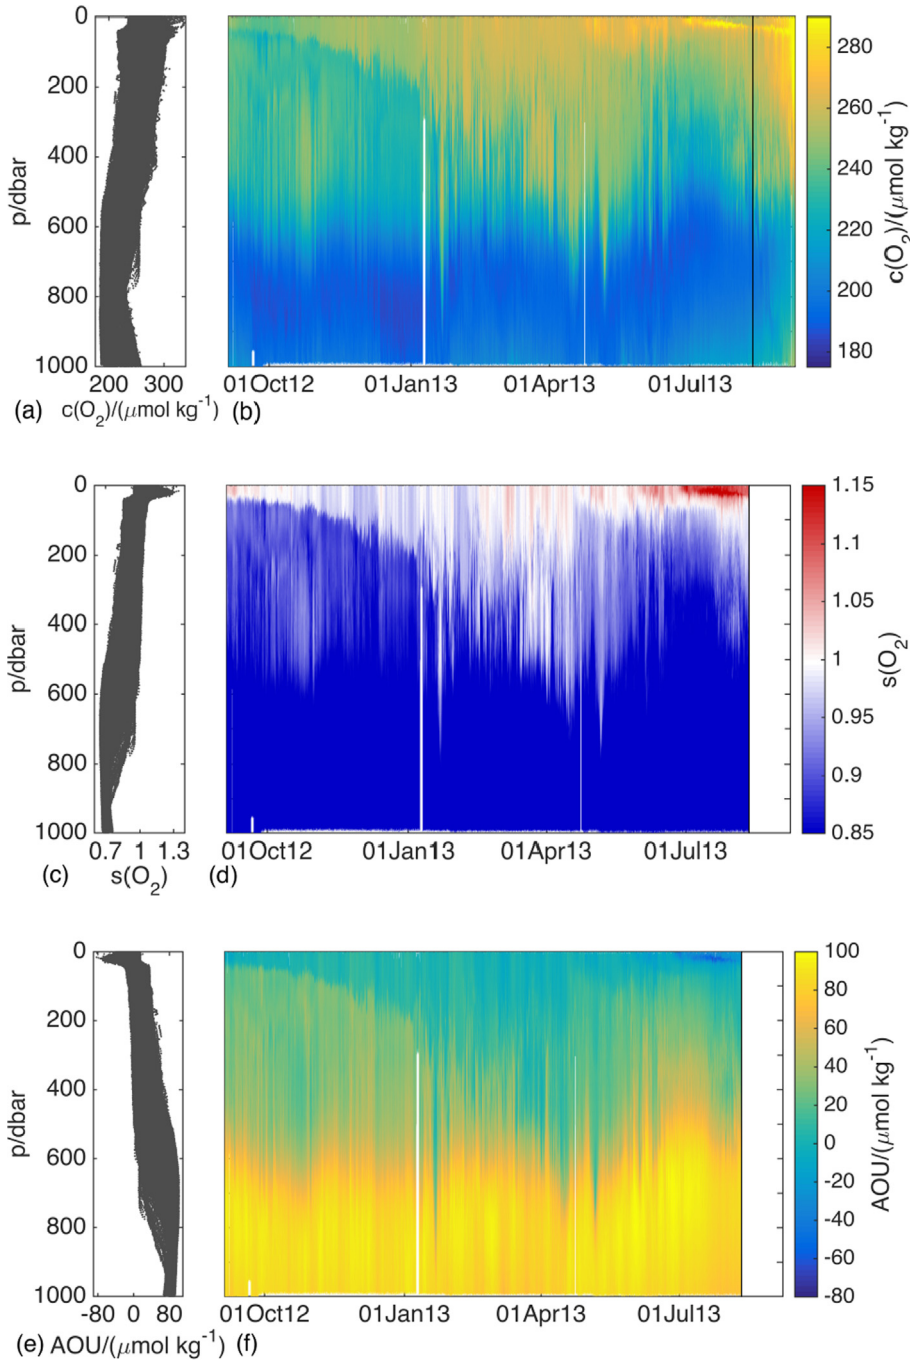 0
200
400
600
800
1000
p/dbar
200 300
(a) c(O2)/(μmol kg-1)
01Oct12 01Jan13 01Apr13 01Jul13
(b)
280
260
240
220
200
180
c(O2)/(μmol kg-1)
0
200
400
600
800
1000
p/dbar
0.7 1 1.3
(c) s(O2)
01Oct12 01Jan13 01Apr13 01Jul13
(d)
1.15
1.1
1.05
1
0.95
0.9
0.85
s(O2)
0
200
400
600
800
1000
p/dbar
-80 0 80
(e) AOU/(μmol kg-1)
01Oct12 01Jan13 01Apr13 01Jul13
(f)
100
80
60
40
20
0
-20
-40
-60
-80
AOU/(μmol kg-1)